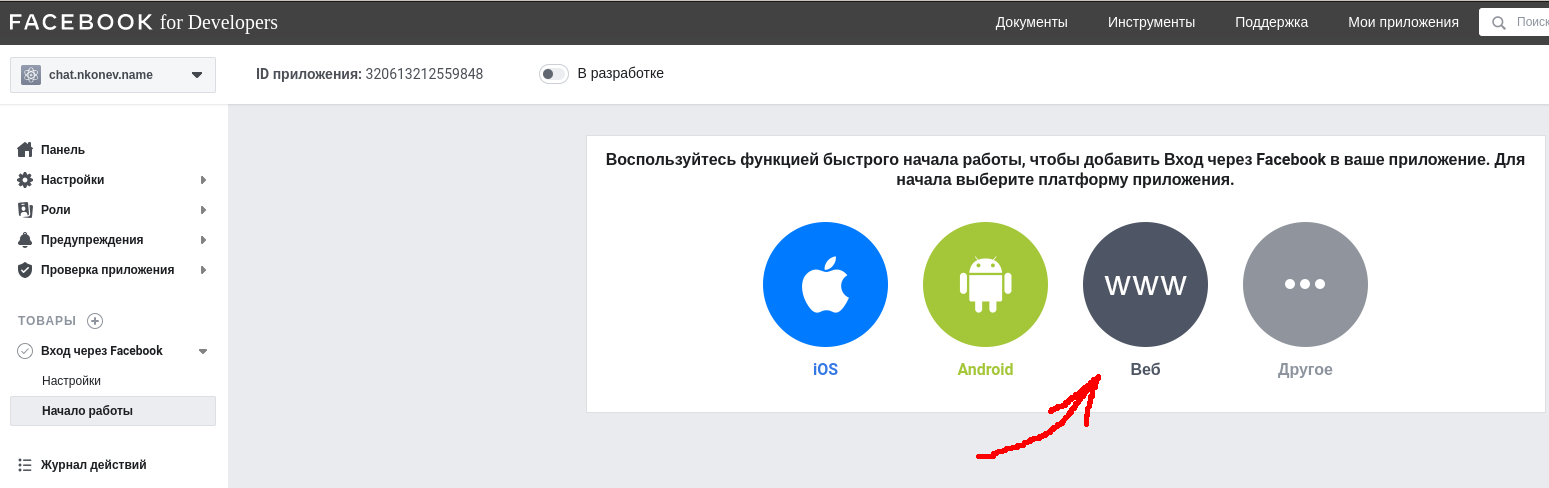 FACEBOOK for Developers
Документы
Инструменты
Поддержка
Мои приложения
Поиск
chat.nkonev.name
ID приложения: 320613212559848
В разработке
Панель
Настройки
Роли
Предупреждения
Проверка приложения
ТОВАРЫ
Вход через Facebook
Настройки
Начало работы
Журнал действий
Воспользуйтесь функцией быстрого начала работы, чтобы добавить Вход через Facebook в ваше приложение. Для
начала выберите платформу приложения.
www
iOS
Android
Веб
Другое